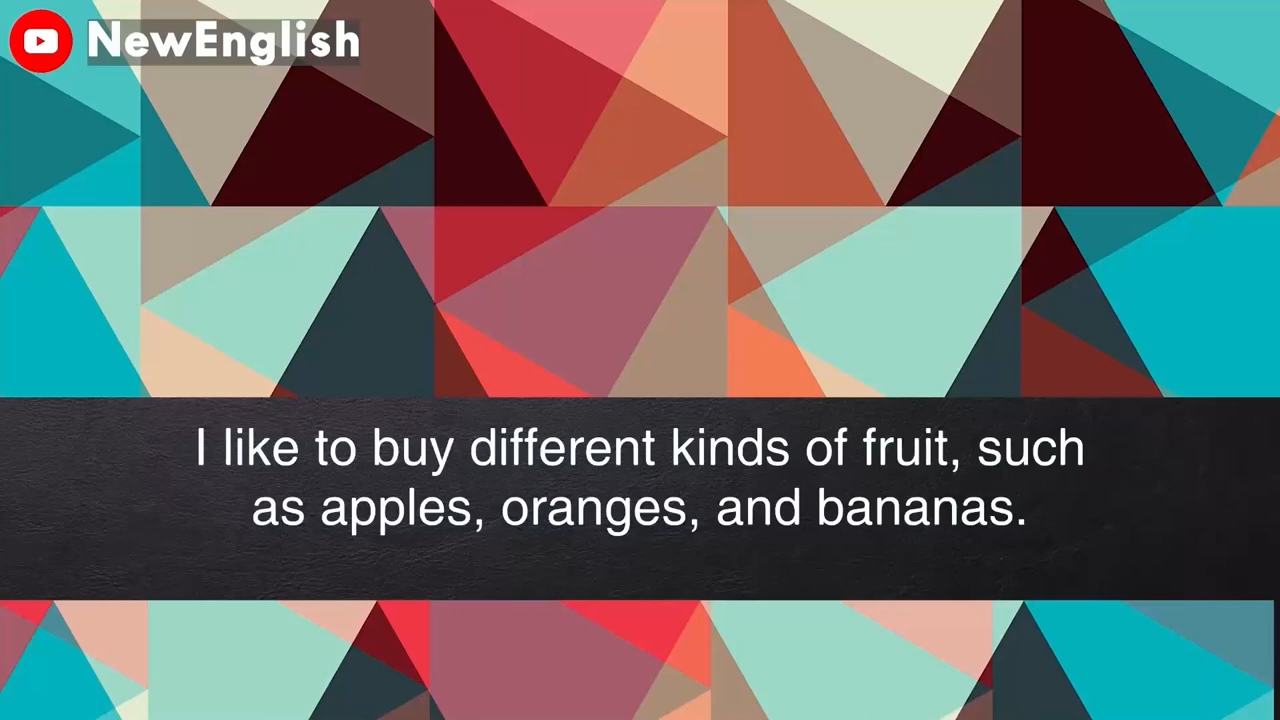 NewEnglish
I like to buy different kinds of fruit, such
as apples, oranges, and bananas.